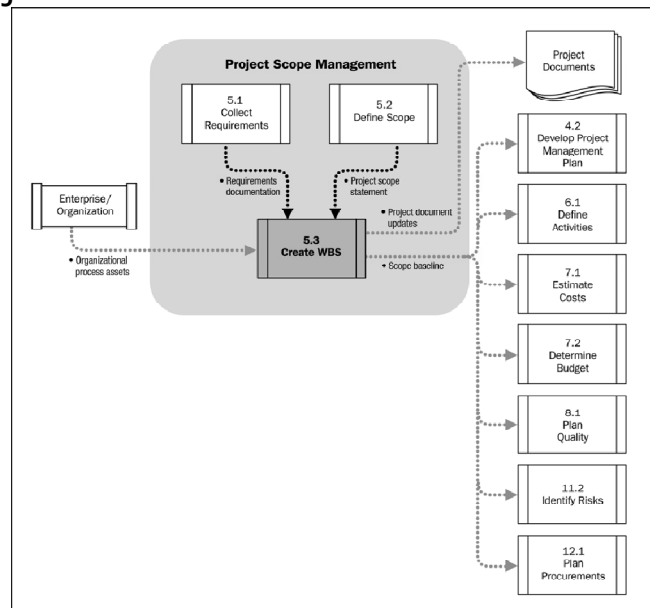 Project Scope Management
Project
Documents
5.1
Collect
Requirements
5.2
Define Scope
4.2
Develop Project
Management
Plan
• Requirements
documentation
• Project scope
statement
Enterprise/
Organization
• Project document
updates
6.1
Define
Activities
5.3
Create WBS
• Organizational
process assets
• Scope baseline
7.1
Estimate
Costs
7.2
Determine
Budget
8.1
Plan
Quality
11.2
Identify Risks
12.1
Plan
Procurements